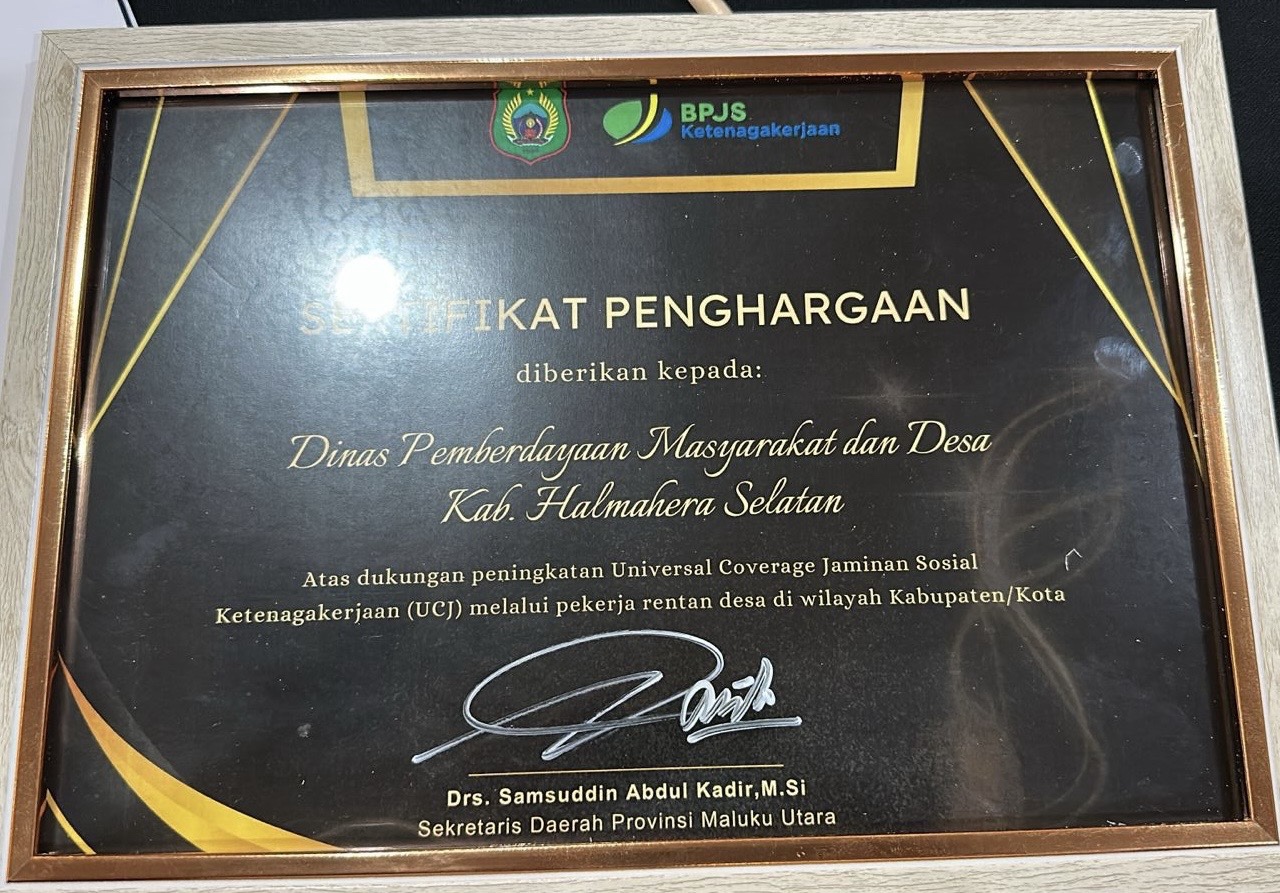 BPJS
Ketenagakerjaan
SERTIFIKAT PENGHARGAAN
diberikan kepada:
Dinas Pemberdayaan Masyarakat dan Desa
Kab. Halmahera Selatan
Atas dukungan peningkatan Universal Coverage Jaminan Sosial
Ketenagakerjaan (UCJ) melalui pekerja rentan desa di wilayah Kabupaten/Kota
Drs. Samsuddin Abdul Kadir,M.Si
Sekretaris Daerah Provinsi Maluku Utara